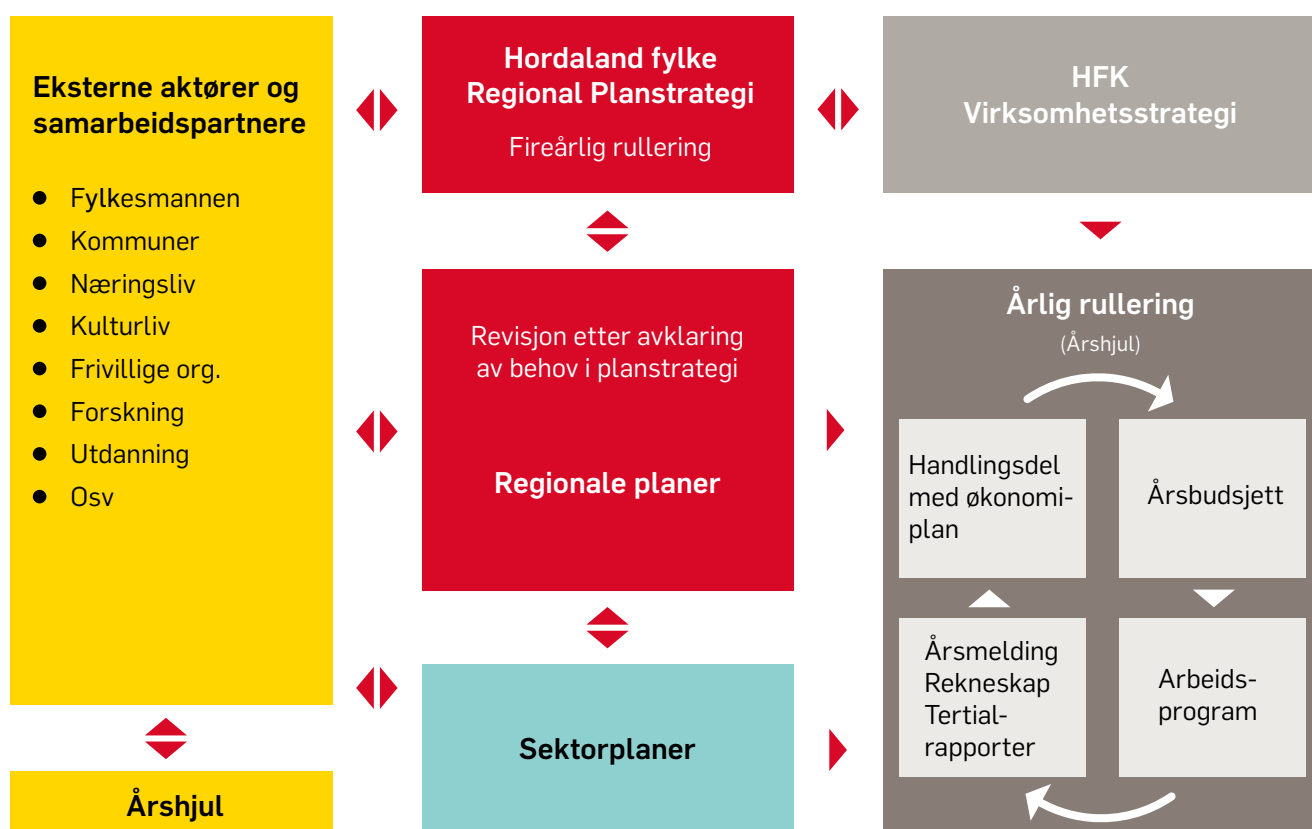 Eksterne aktører og
samarbeidspartnere
● Fylkesmannen
● Kommuner
● Næringsliv
● Kulturliv
● Frivillige org.
● Forskning
● Utdanning
● Osv
Årshjul
Hordaland fylke
Regional Planstrategi
Fireårlig rullering
Revisjon etter avklaring
av behov i planstrategi
Regionale planer
Sektorplaner
HFK
Virksomhetsstrategi
Årlig rullering
(Årshjul)
Handlingsdel
med økonomi-
plan
Årsbudsjett
Årsmelding
Rekneskap
Tertial-
rapporter
Arbeids-
program